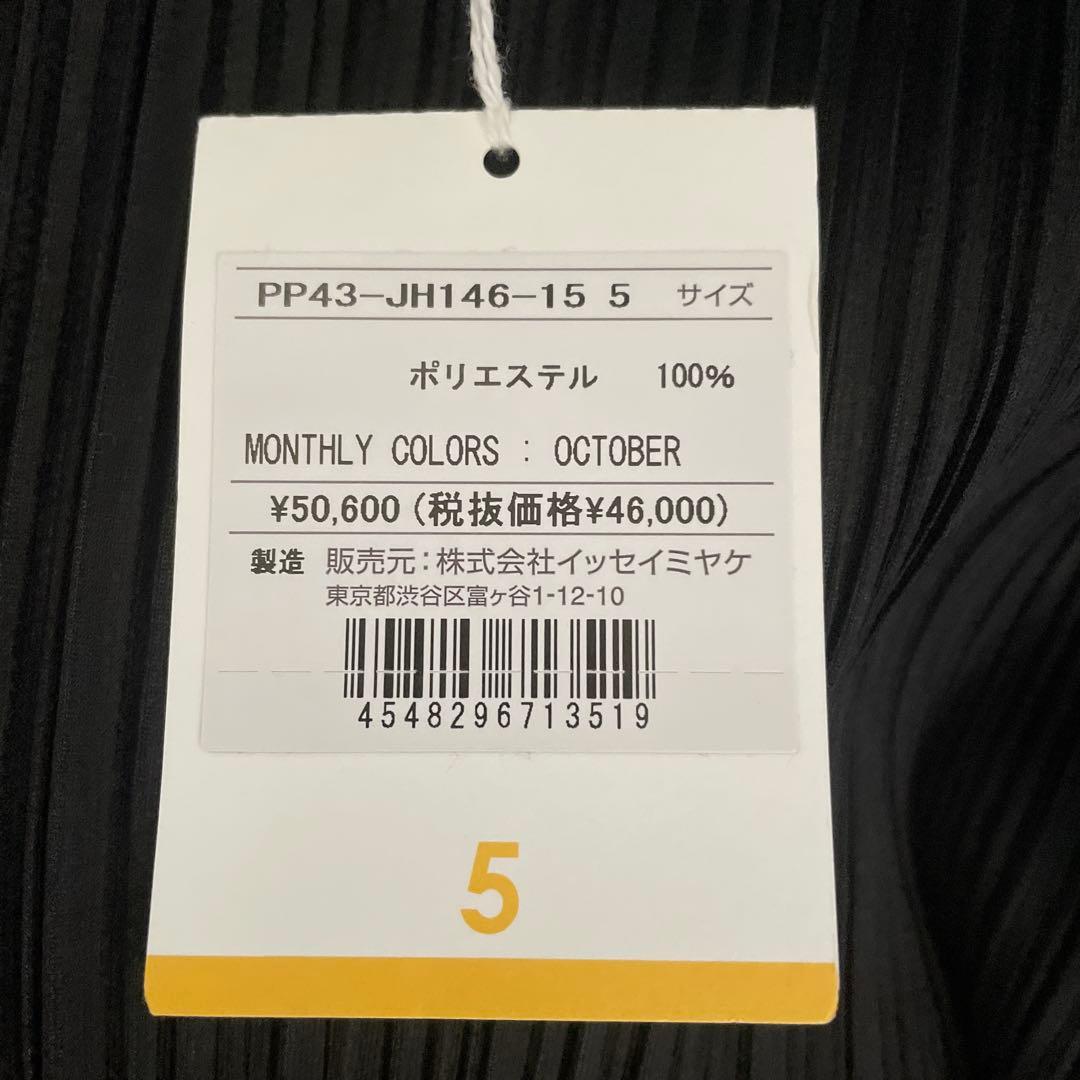 PP43-JH146-15 5 サイズ
ポリエステル 100%
MONTHLY COLORS : OCTOBER
¥50,600 (税抜価格¥46,000)
製造 販売元:株式会社イッセイミヤケ
東京都渋谷区富ヶ谷1-12-10
4548296713519
5